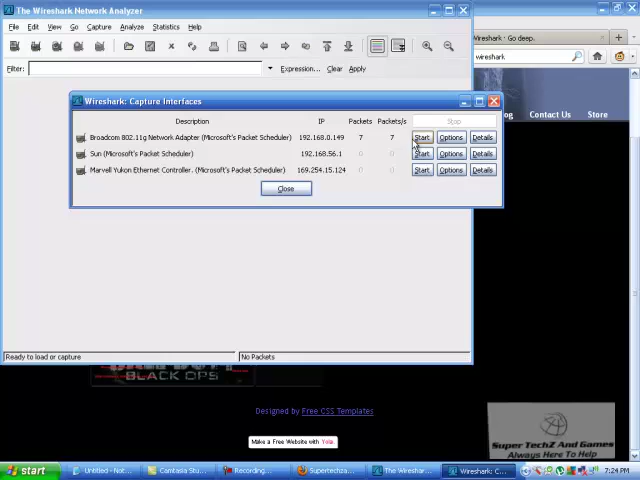 The Wireshark Network Analyzer
Wireshark · Go deep.
File Edit View Go Capture Analyze Statistics Help
wireshark
Filter: Expression... Clear Apply
Wireshark: Capture Interfaces
Description IP Packets Packets/s Stop
Contact Us Store
Broadcom 802.11g Network Adapter (Microsoft's Packet Scheduler) 192.168.0.149 7 7 Start Options Details
Sun (Microsoft's Packet Scheduler) 192.168.56.1 0 0 Start Options Details
Marvell Yukon Ethernet Controller. (Microsoft's Packet Scheduler) 169.254.15.124 0 0 Start Options Details
Close
Ready to load or capture No Packets
BLACK OPS
Designed by Free CSS Templates
Make a Free Website with Yola
Super TechZ And Games
Always Here To Help
start Untitled - Not... Camtasia Stu... Recording... Supertechza... The Wireshar... Wireshark: C... 7:24 PM